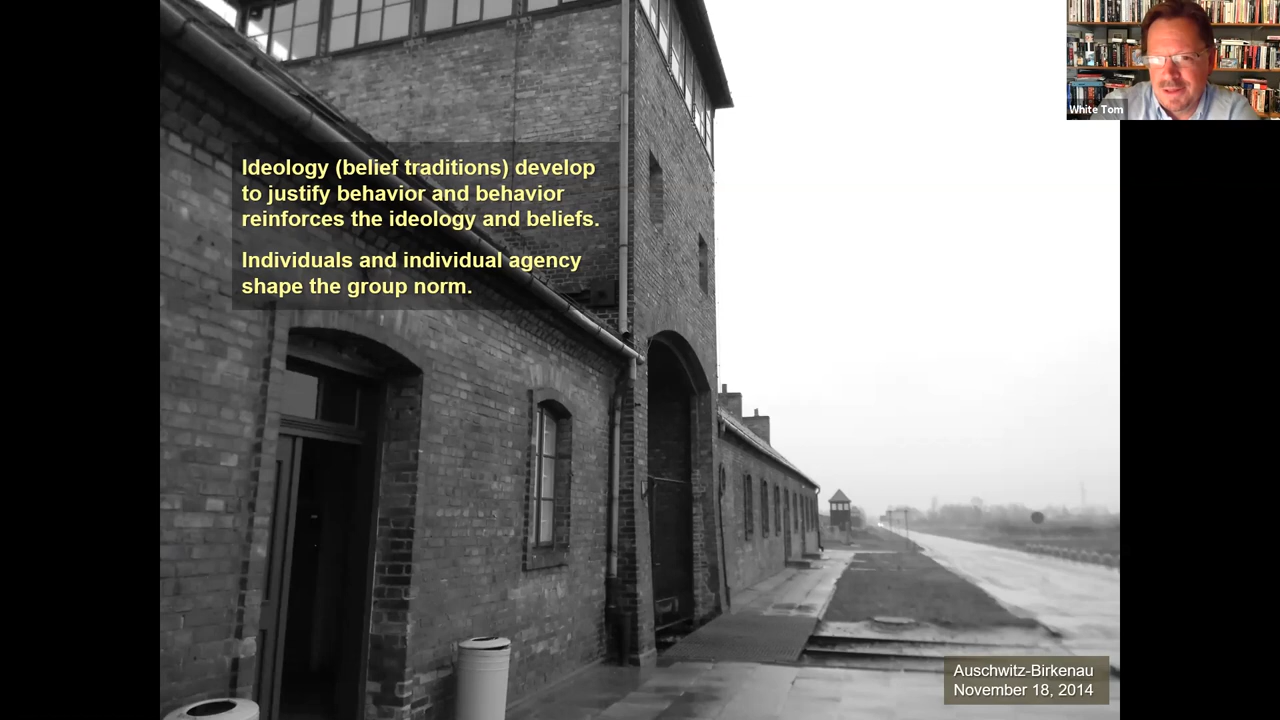 White Tom
Ideology (belief traditions) develop
to justify behavior and behavior
reinforces the ideology and beliefs.
Individuals and individual agency
shape the group norm.
Auschwitz-Birkenau
November 18, 2014